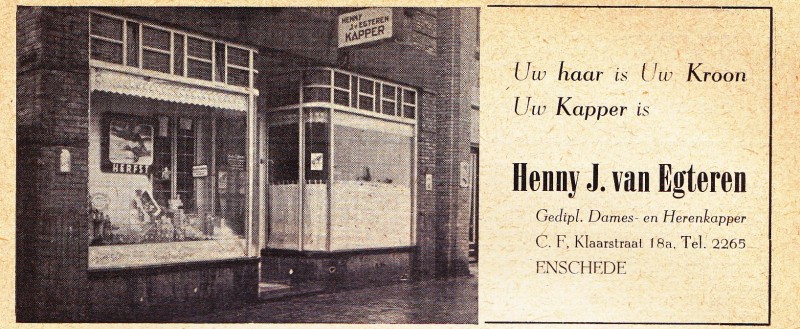 HENNY
J. v EGTEREN
KAPPER
HERFST
Uw haar is Uw Kroon
Uw Kapper is
Henny J. van Egteren
Gedipl. Dames- en Herenkapper
C. F. Klaarstraat 18a, Tel. 2265
ENSCHEDE